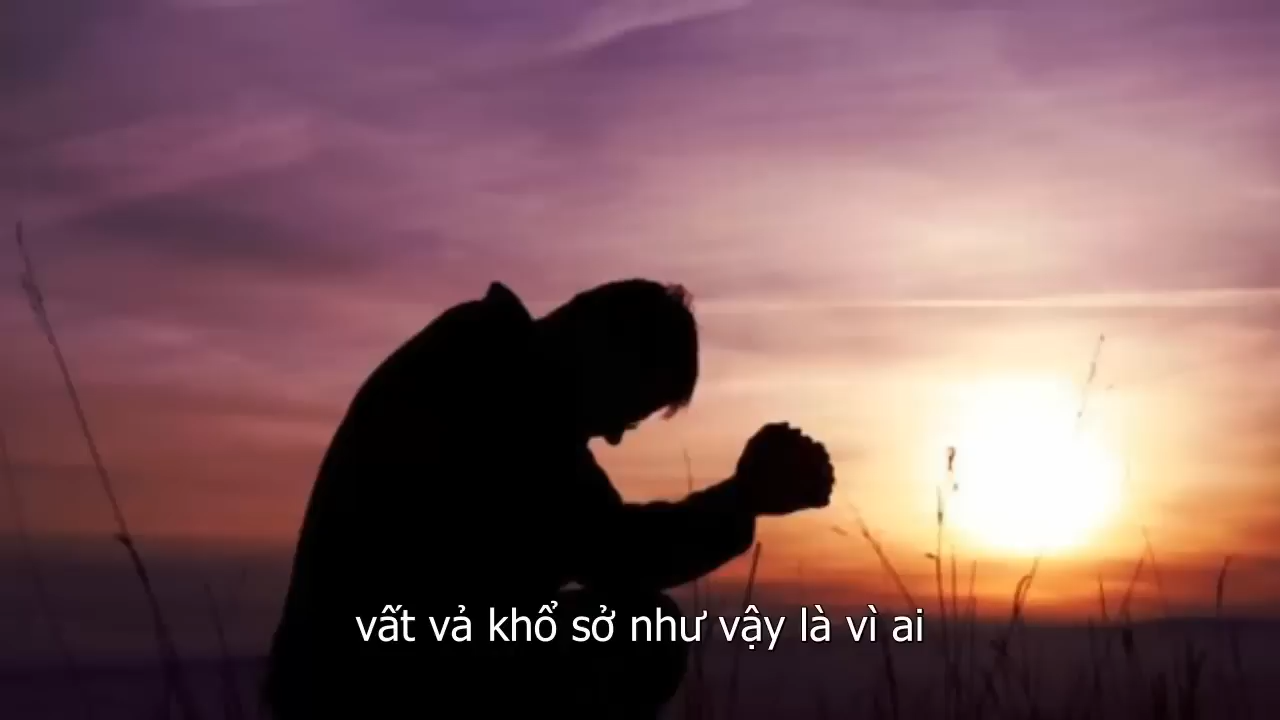 vất vả khổ sở như vậy là vì ai